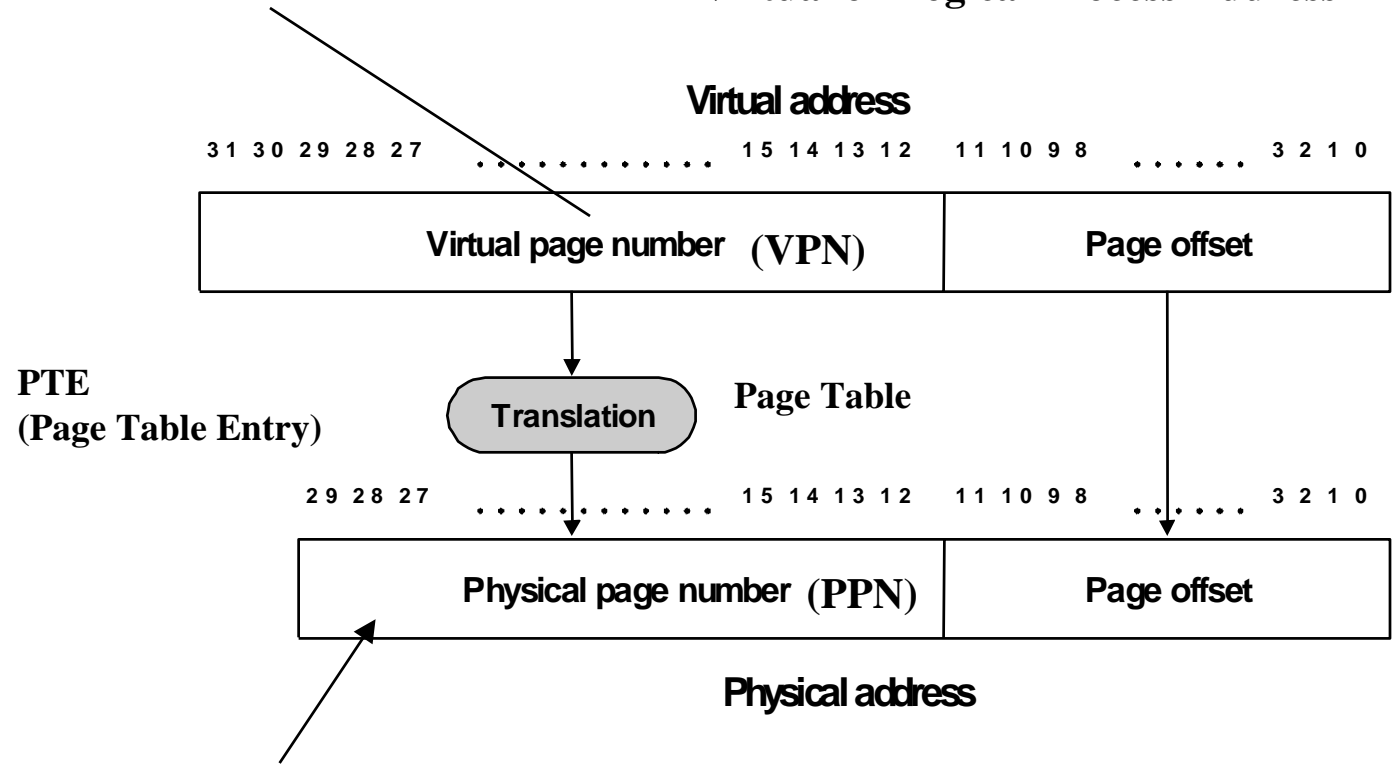 Virtual address
31 30 29 28 27 ............ 15 14 13 12 11 10 9 8 ...... 3 2 1 0
Virtual page number (VPN) Page offset
PTE
(Page Table Entry)
Translation
Page Table
29 28 27 ............ 15 14 13 12 11 10 9 8 ...... 3 2 1 0
Physical page number (PPN) Page offset
Physical address